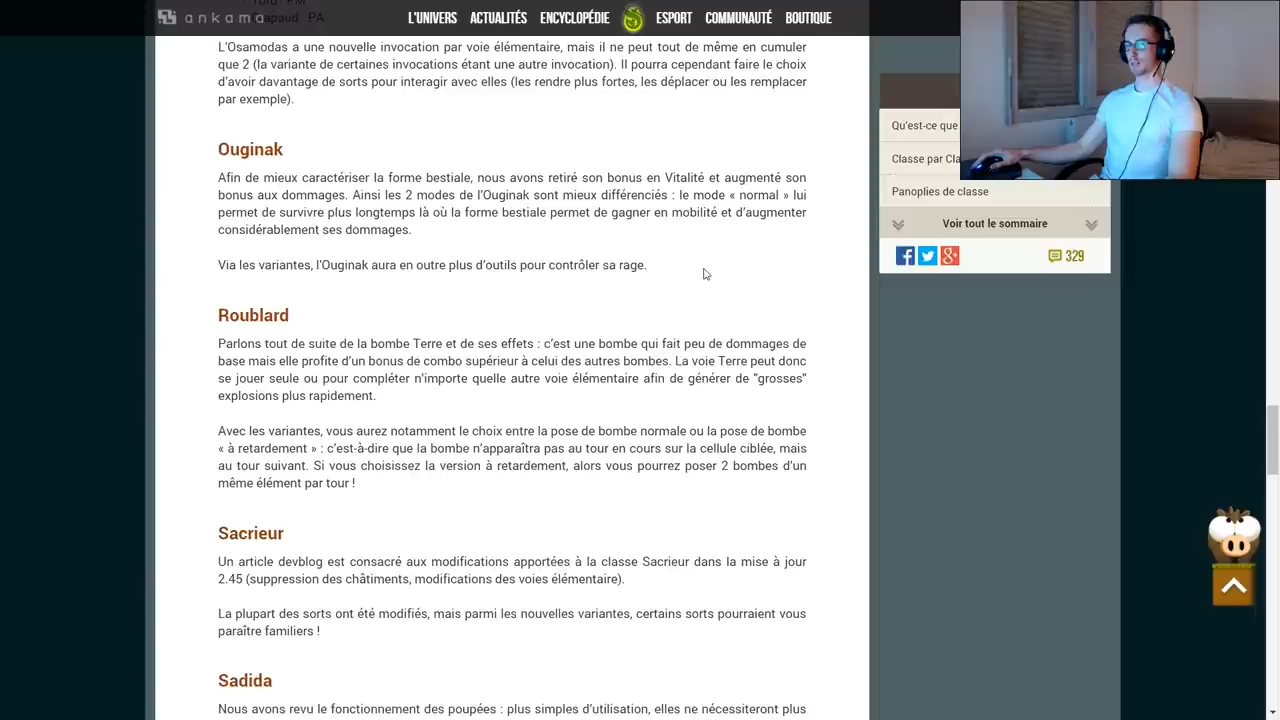 Tofu PM
Crapaud PA
ankama
L'UNIVERS
ACTUALITÉS
ENCYCLOPÉDIE
ESPORT
COMMUNAUTÉ
BOUTIQUE
L'Osamodas a une nouvelle invocation par voie élémentaire, mais il ne peut tout de même en cumuler
que 2 (la variante de certaines invocations étant une autre invocation). Il pourra cependant faire le choix
d'avoir davantage de sorts pour interagir avec elles (les rendre plus fortes, les déplacer ou les remplacer
par exemple).
Ouginak
Afin de mieux caractériser la forme bestiale, nous avons retiré son bonus en Vitalité et augmenté son
bonus aux dommages. Ainsi les 2 modes de l'Ouginak sont mieux différenciés : le mode « normal » lui
permet de survivre plus longtemps là où la forme bestiale permet de gagner en mobilité et d'augmenter
considérablement ses dommages.
Via les variantes, l'Ouginak aura en outre plus d'outils pour contrôler sa rage.
Roublard
Parlons tout de suite de la bombe Terre et de ses effets : c'est une bombe qui fait peu de dommages de
base mais elle profite d'un bonus de combo supérieur à celui des autres bombes. La voie Terre peut donc
se jouer seule ou pour compléter n'importe quelle autre voie élémentaire afin de générer de "grosses"
explosions plus rapidement.
Avec les variantes, vous aurez notamment le choix entre la pose de bombe normale ou la pose de bombe
« à retardement » : c'est-à-dire que la bombe n'apparaîtra pas au tour en cours sur la cellule ciblée, mais
au tour suivant. Si vous choisissez la version à retardement, alors vous pourrez poser 2 bombes d'un
même élément par tour !
Sacrieur
Un article devblog est consacré aux modifications apportées à la classe Sacrieur dans la mise à jour
2.45 (suppression des châtiments, modifications des voies élémentaire).
La plupart des sorts ont été modifiés, mais parmi les nouvelles variantes, certains sorts pourraient vous
paraître familiers !
Sadida
Nous avons revu le fonctionnement des poupées : plus simples d'utilisation, elles ne nécessiteront plus
Qu'est-ce que
Classe par Cla
Panoplies de classe
Voir tout le sommaire
329